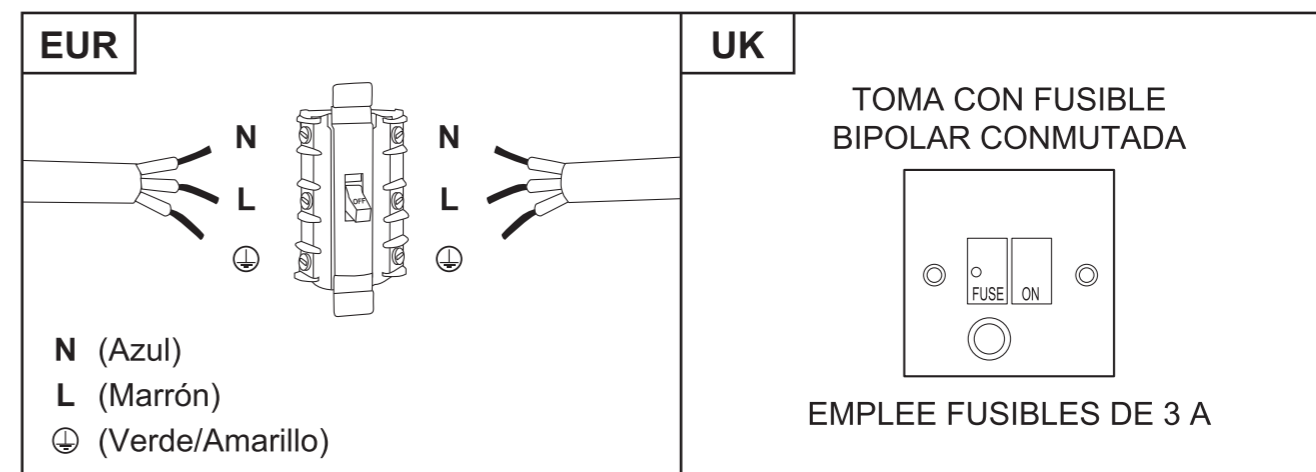 EUR
N
L
N
L
OFF
N (Azul)
L (Marrón)
(Verde/Amarillo)
UK
TOMA CON FUSIBLE
BIPOLAR CONMUTADA
FUSE ON
EMPLEE FUSIBLES DE 3 A